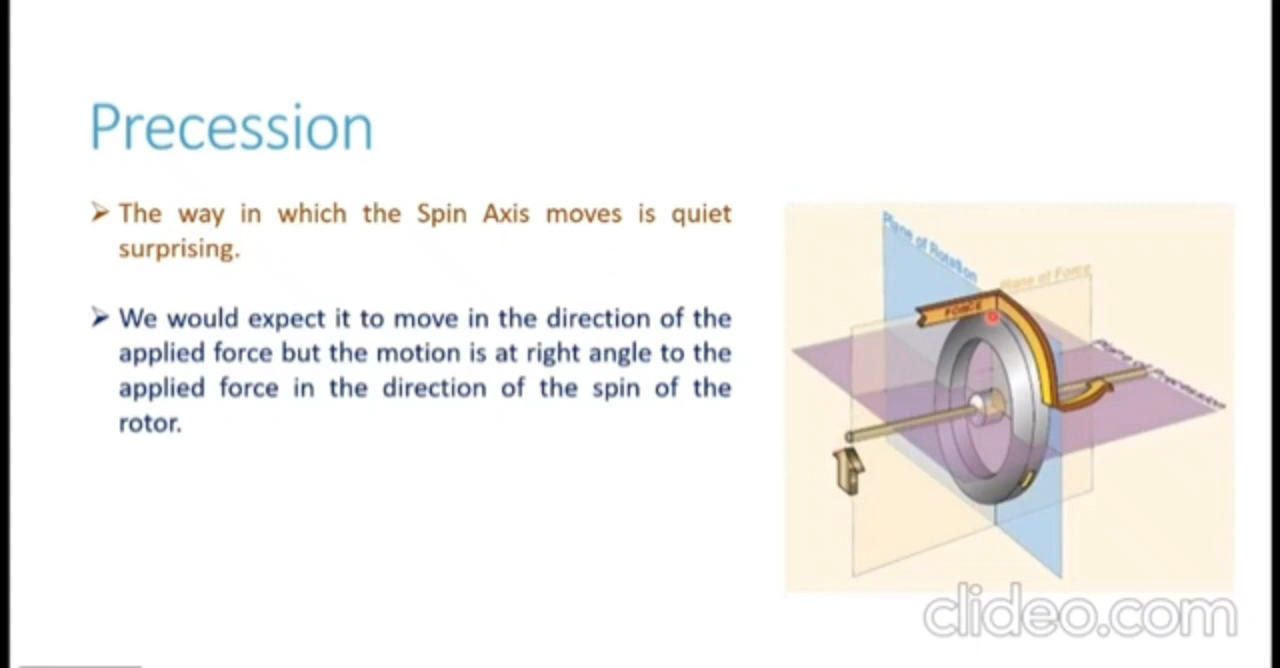 Precession
➢ The way in which the Spin Axis moves is quiet
surprising.
➢ We would expect it to move in the direction of the
applied force but the motion is at right angle to the
applied force in the direction of the spin of the
rotor.
Plane of Rotation
Plane of Force
FORCE
Plane of Precession
clideo.com